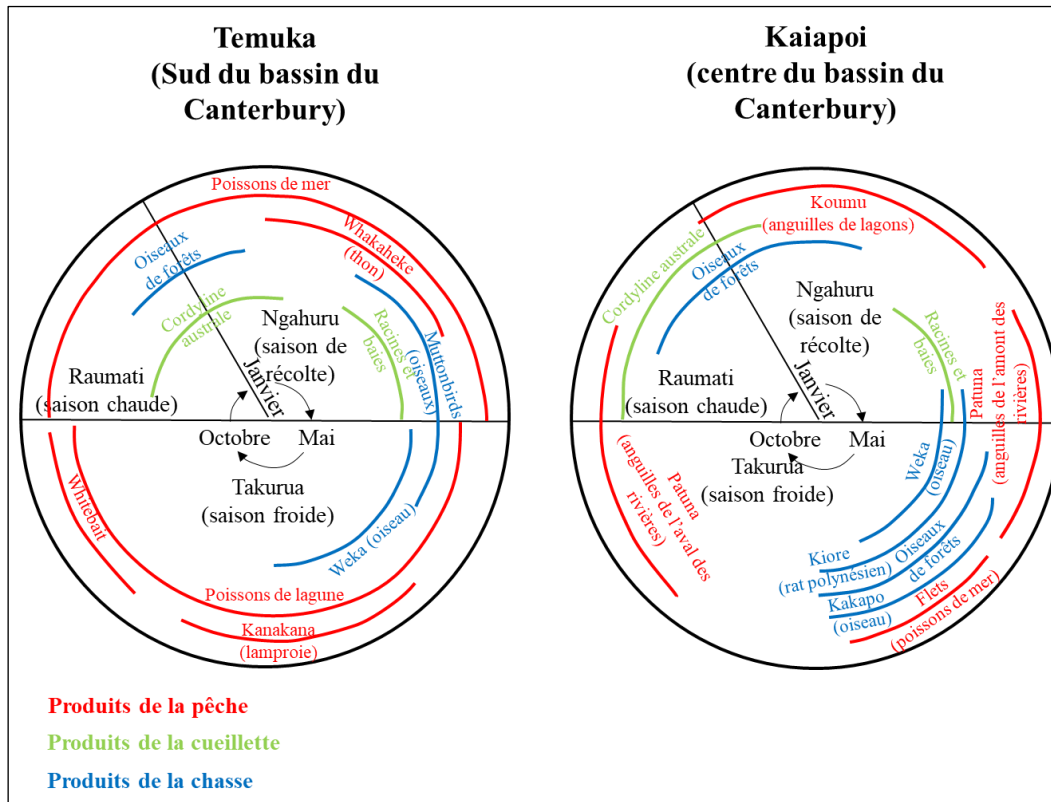 Temuka
(Sud du bassin du
Canterbury)
Poissons de mer
Whakaheke
(thon)
Oiseaux
de forêts
Cordyline
australe
Muttonbirds
(oiseaux)
Racines et
baies
Ngahuru
(saison de
récolte)
Janvier
Raumati
(saison chaude)
Octobre
Mai
Takurua
(saison froide)
Whitebait
Weka (oiseau)
Poissons de lagune
Kanakana
(lamproie)
Kaiapoi
(centre du bassin du
Canterbury)
Koumu
(anguilles de lagons)
Cordyline australe
Oiseaux
de forêts
Ngahuru
(saison de
récolte)
Janvier
Racines et
baies
Patuna
(anguilles de l'amont des
rivières)
Raumati
(saison chaude)
Octobre
Mai
Takurua
(saison froide)
Patuna
(anguilles de l'aval des
rivières)
Weka
(oiseau)
Kiore
(rat polynésien)
Oiseaux
de forêts
Kakapo
(oiseau)
Flets
(poissons de mer)
Produits de la pêche
Produits de la cueillette
Produits de la chasse